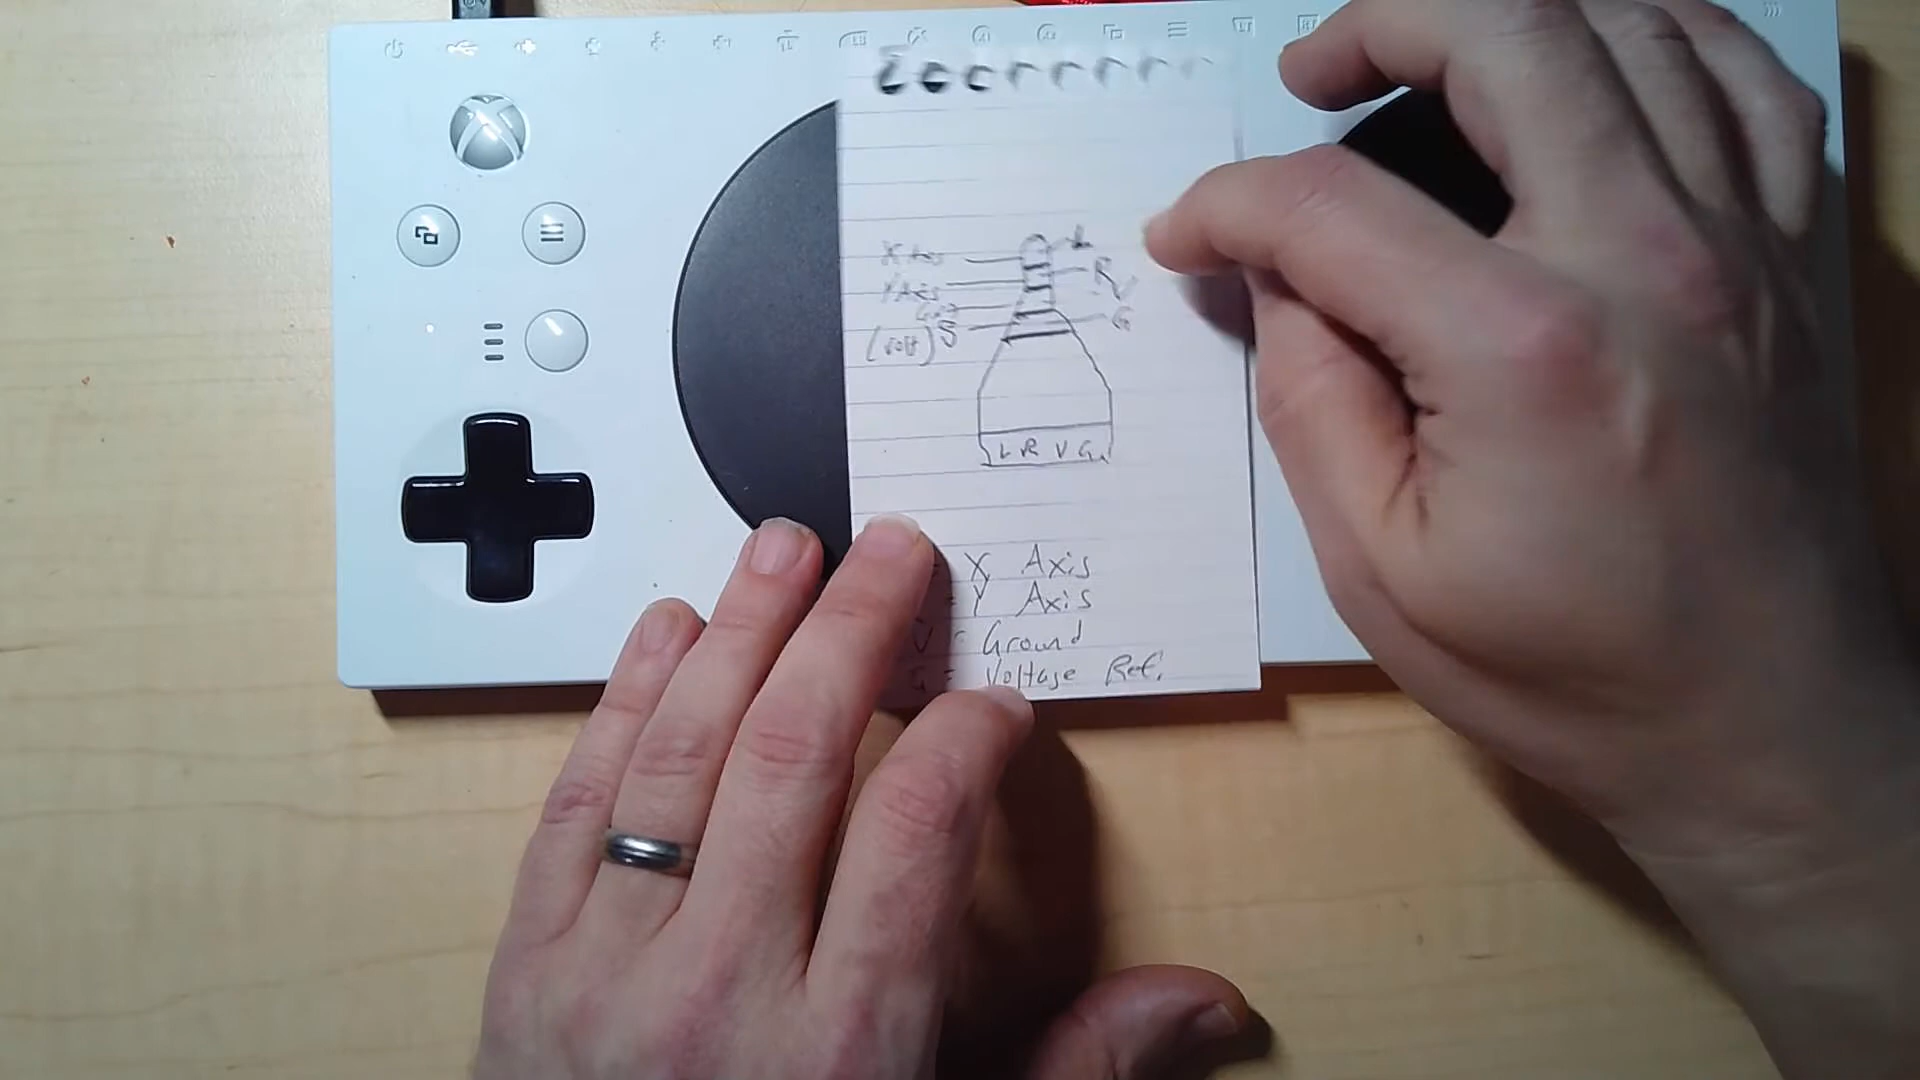 X Axis L
Y Axis R
Gnd V
(volt) S G
L R V G
= X Axis
= Y Axis
V = Ground
= Voltage Ref.